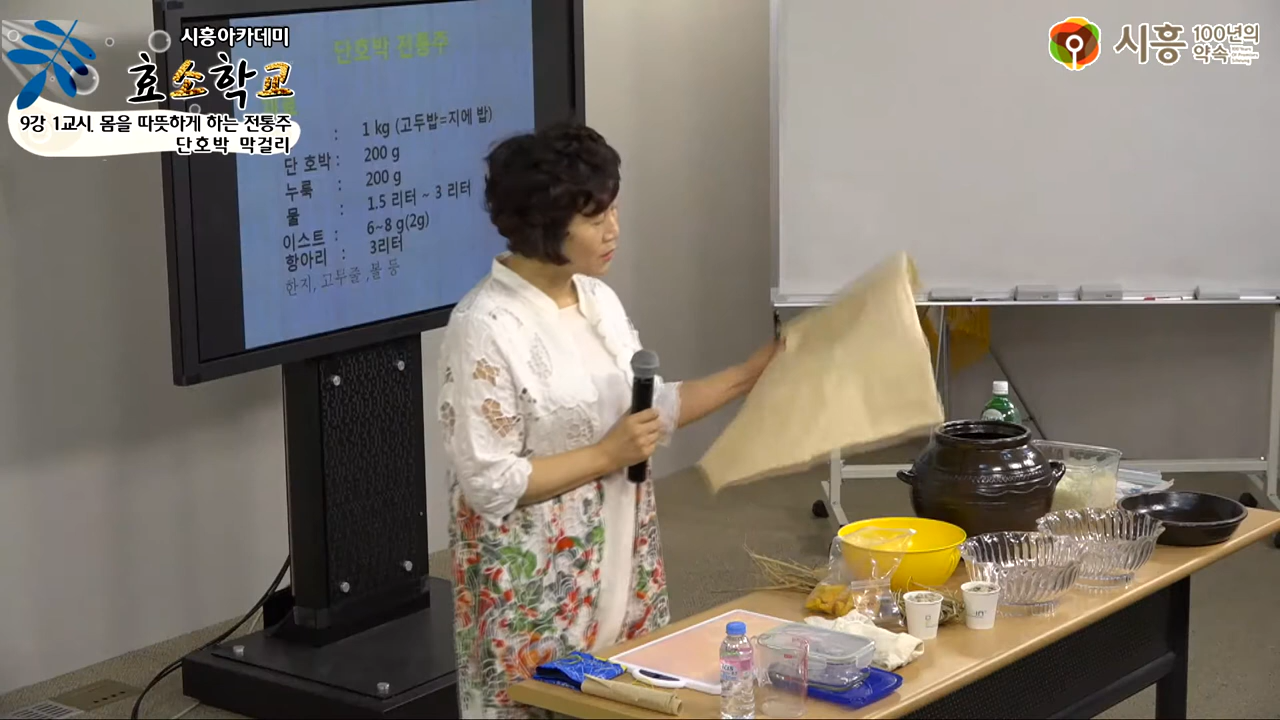 시흥아카데미
효소학교
9강 1교시. 몸을 따뜻하게 하는 전통주
단호박 막걸리
시흥 100년의 약속
단호박 전통주
: 1 kg (고두밥=지에 밥)
단 호박 : 200 g
누룩 : 200 g
물 : 1.5 리터 ~ 3 리터
이스트 : 6~8 g(2g)
항아리 : 3리터
한지, 고두줄 ,볼 등